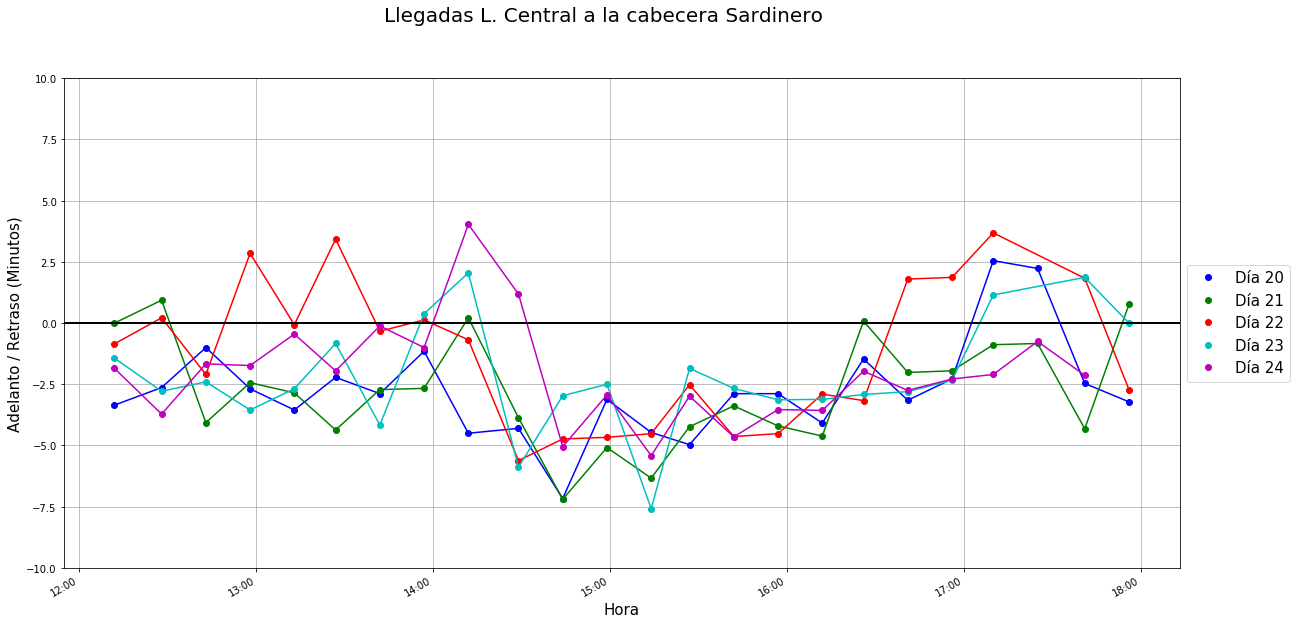 Llegadas L. Central a la cabecera Sardinero
Adelanto / Retraso (Minutos)
10.0
7.5
5.0
2.5
0.0
−2.5
−5.0
−7.5
−10.0
12:00
13:00
14:00
15:00
16:00
17:00
18:00
Hora
Día 20
Día 21
Día 22
Día 23
Día 24